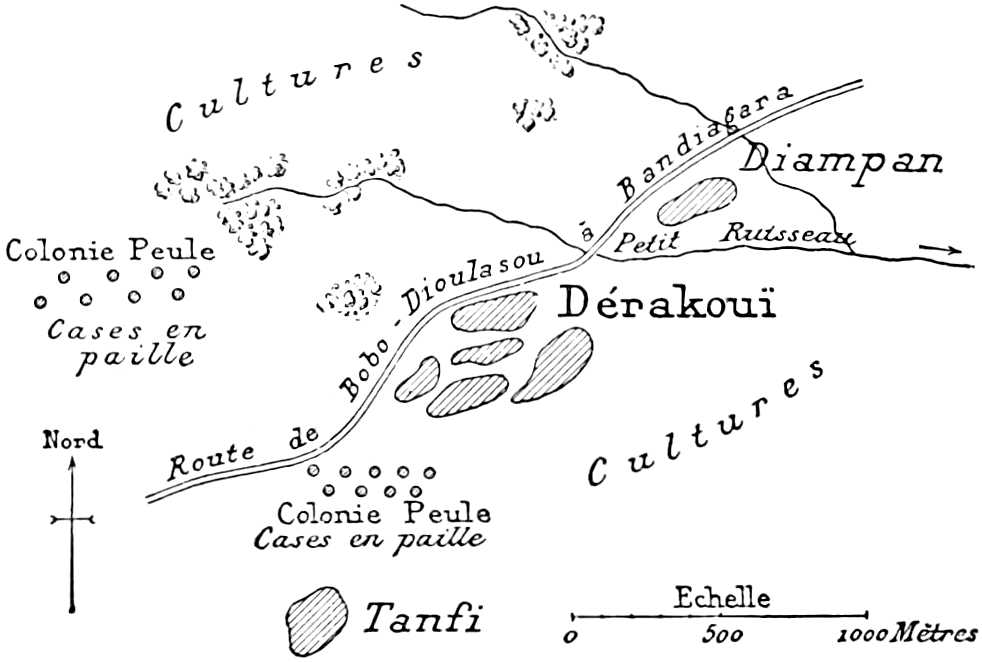 Cultures
Route de Bobo-Dioulasou à Bandiagara
Diampan
Petit Ruisseau
Colonie Peule
Cases en
paille
Dérakouï
Cultures
Nord
Colonie Peule
Cases en paille
Tanfi
Echelle
0 500 1000 Mètres